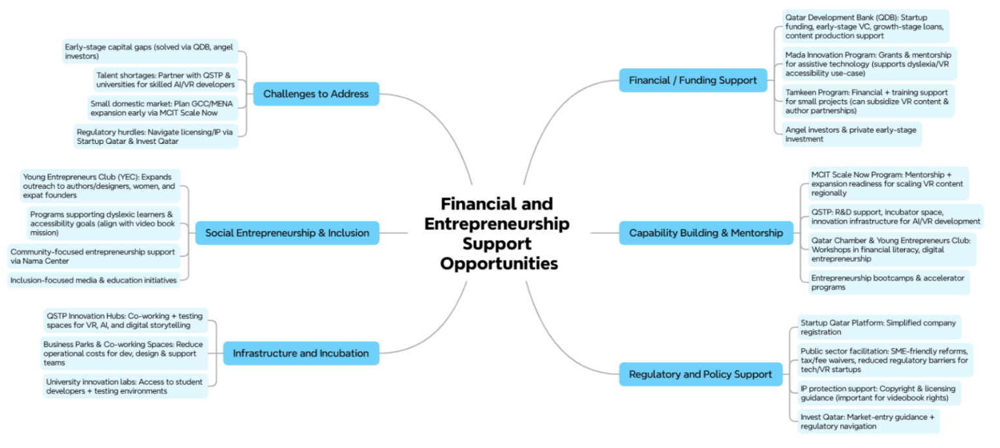 Financial and
Entrepreneurship
Support
Opportunities
Financial / Funding Support
Qatar Development Bank (QDB): Startup
funding, early-stage VC, growth-stage loans,
content production support
Mada Innovation Program: Grants & mentorship
for assistive technology (supports dyslexia/VR
accessibility use-case)
Tamkeen Program: Financial + training support
for small projects (can subsidize VR content &
author partnerships)
Angel investors & private early-stage
investment
Capability Building & Mentorship
MCIT Scale Now Program: Mentorship +
expansion readiness for scaling VR content
regionally
QSTP: R&D support, incubator space,
innovation infrastructure for AI/VR development
Qatar Chamber & Young Entrepreneurs Club:
Workshops in financial literacy, digital
entrepreneurship
Entrepreneurship bootcamps & accelerator
programs
Regulatory and Policy Support
Startup Qatar Platform: Simplified company
registration
Public sector facilitation: SME-friendly reforms,
tax/fee waivers, reduced regulatory barriers for
tech/VR startups
IP protection support: Copyright & licensing
guidance (important for videobook rights)
Invest Qatar: Market-entry guidance +
regulatory navigation
Challenges to Address
Early-stage capital gaps (solved via QDB, angel
investors)
Talent shortages: Partner with QSTP &
universities for skilled AI/VR developers
Small domestic market: Plan GCC/MENA
expansion early via MCIT Scale Now
Regulatory hurdles: Navigate licensing/IP via
Startup Qatar & Invest Qatar
Social Entrepreneurship & Inclusion
Young Entrepreneurs Club (YEC): Expands
outreach to authors/designers, women, and
expat founders
Programs supporting dyslexic learners &
accessibility goals (align with video book
mission)
Community-focused entrepreneurship support
via Nama Center
Inclusion-focused media & education initiatives
Infrastructure and Incubation
QSTP Innovation Hubs: Co-working + testing
spaces for VR, AI, and digital storytelling
Business Parks & Co-working Spaces: Reduce
operational costs for dev, design & support
teams
University innovation labs: Access to student
developers + testing environments